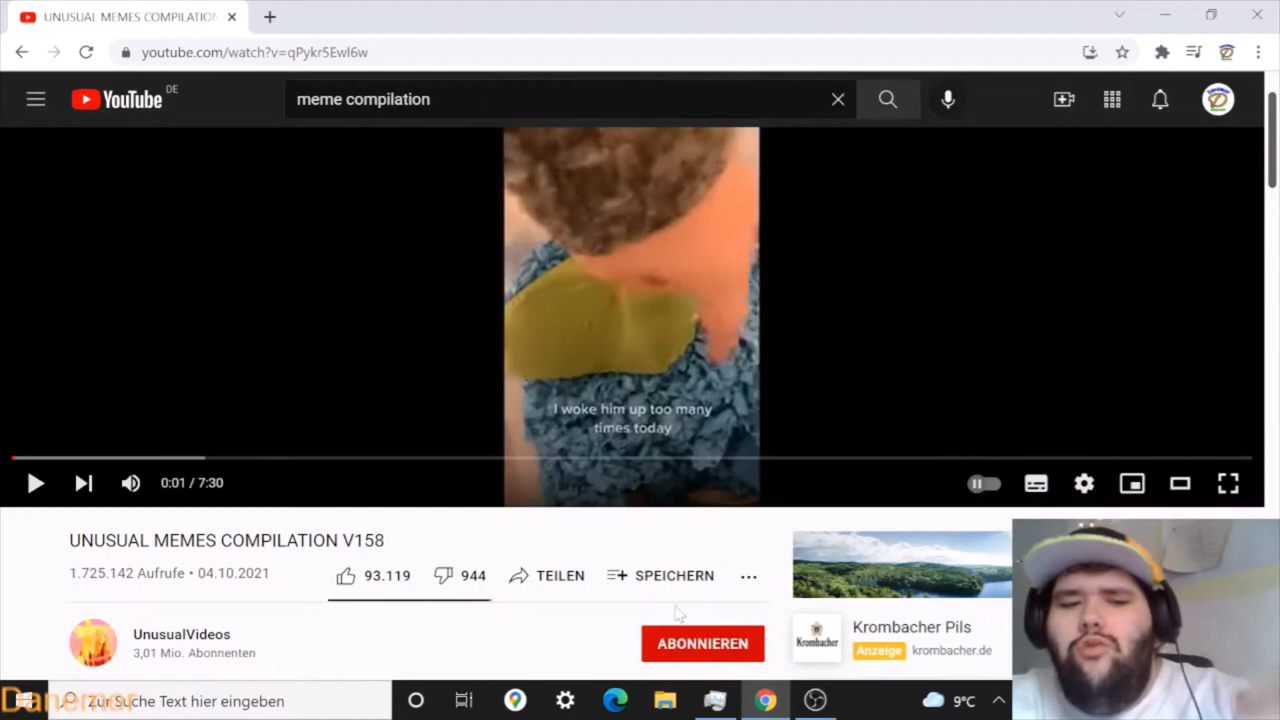 UNUSUAL MEMES COMPILATION
youtube.com/watch?v=qPykr5Ewl6w
YouTube DE
meme compilation
I woke him up too many
times today
0:01 / 7:30
UNUSUAL MEMES COMPILATION V158
1.725.142 Aufrufe • 04.10.2021
93.119
944
TEILEN
SPEICHERN
UnusualVideos
3,01 Mio. Abonnenten
ABONNIEREN
Krombacher
Krombacher Pils
Anzeige krombacher.de
Danemor
Zur Suche Text hier eingeben
9°C